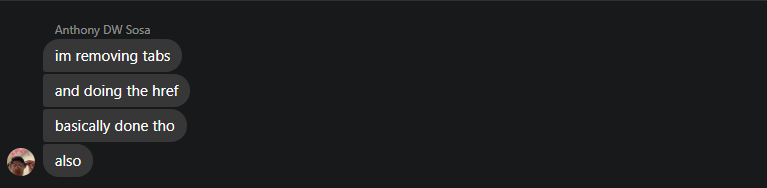 Anthony DW Sosa
im removing tabs
and doing the href
basically done tho
also